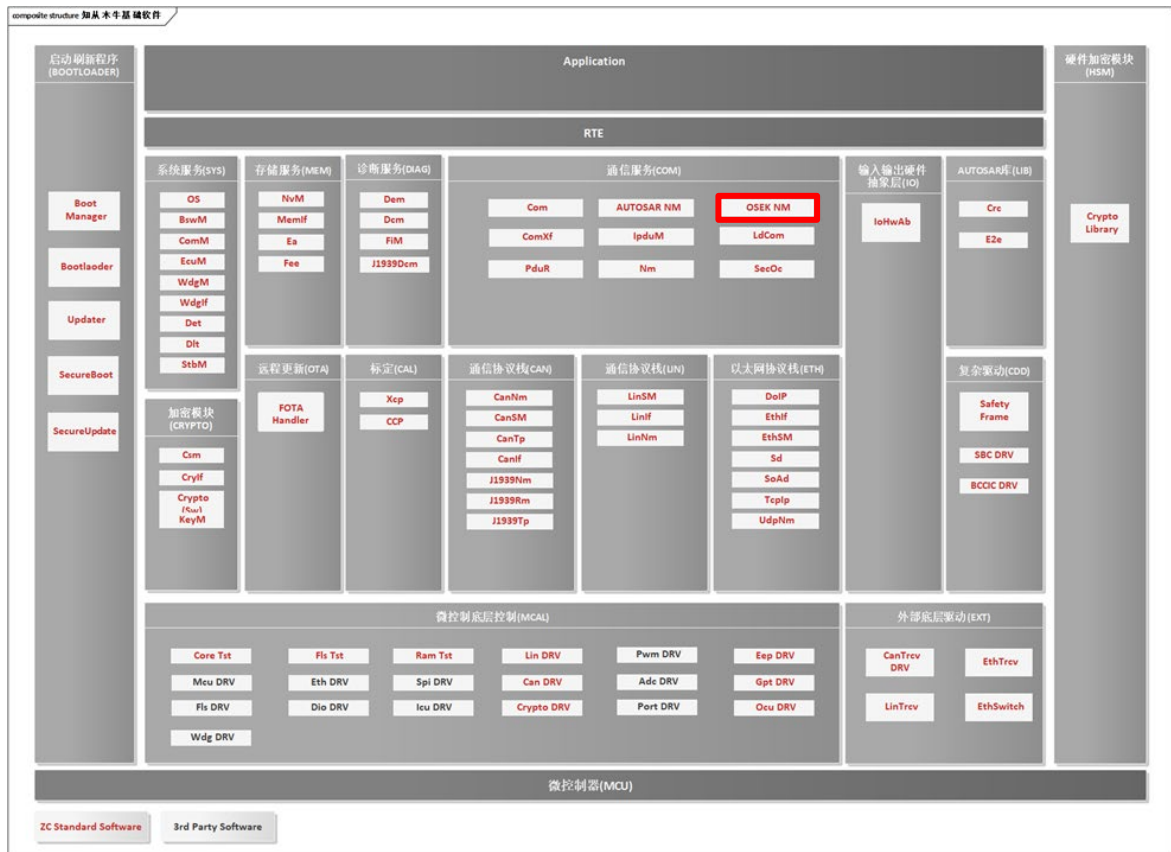 composite structure 知从木牛基础软件
启动刷新程序
(BOOTLOADER)
Boot
Manager
Bootlaoder
Updater
SecureBoot
SecureUpdate
Application
RTE
系统服务(SYS)
OS
BswM
ComM
EcuM
WdgM
WdgIf
Det
Dlt
StbM
存储服务(MEM)
NvM
MemIf
Ea
Fee
诊断服务(DIAG)
Dem
Dcm
FiM
J1939Dcm
通信服务(COM)
Com
AUTOSAR NM
OSEK NM
ComXf
IpduM
LdCom
PduR
Nm
SecOc
输入输出硬件
抽象层(IO)
IoHwAb
AUTOSAR库(LIB)
Crc
E2e
硬件加密模块
(HSM)
Crypto
Library
加密模块
(CRYPTO)
Csm
CryIf
Crypto
(Sw)
KeyM
远程更新(OTA)
FOTA
Handler
标定(CAL)
Xcp
CCP
通信协议栈(CAN)
CanNm
CanSM
CanTp
CanIf
J1939Nm
J1939Rm
J1939Tp
通信协议栈(LIN)
LinSM
LinIf
LinNm
以太网协议栈(ETH)
DoIP
EthIf
EthSM
Sd
SoAd
TcpIp
UdpNm
复杂驱动(CDD)
Safety
Frame
SBC DRV
BCCIC DRV
微控制底层控制(MCAL)
Core Tst
Fls Tst
Ram Tst
Lin DRV
Pwm DRV
Eep DRV
Mcu DRV
Eth DRV
Spi DRV
Can DRV
Adc DRV
Gpt DRV
Fls DRV
Dio DRV
Icu DRV
Crypto DRV
Port DRV
Ocu DRV
Wdg DRV
外部底层驱动(EXT)
CanTrcv
DRV
EthTrcv
LinTrcv
EthSwitch
微控制器(MCU)
ZC Standard Software
3rd Party Software